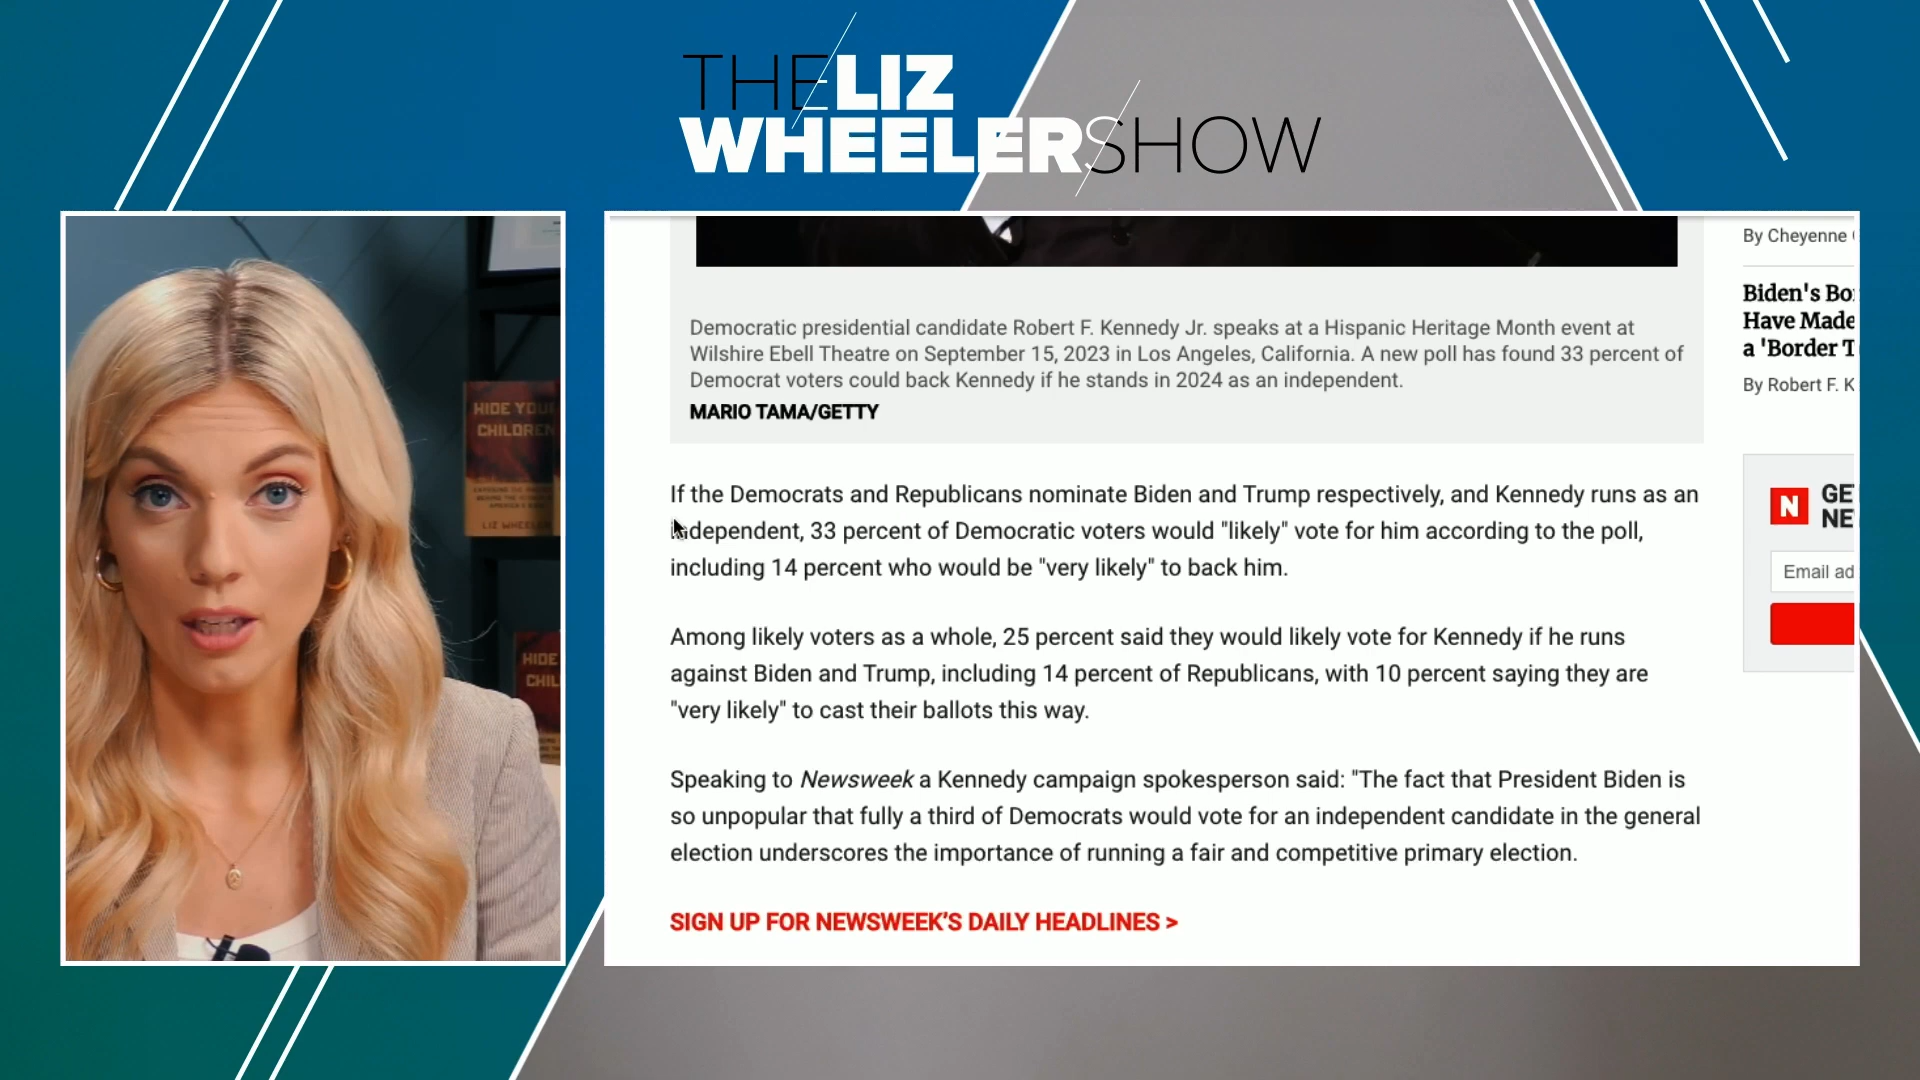 THE LIZ
WHEELER SHOW
HIDE YOUR
CHILDREN
LIZ WHEELER
HIDE
CHIL
By Cheyenne
Biden's Bo
Have Made
a 'Border T
By Robert F. K
Democratic presidential candidate Robert F. Kennedy Jr. speaks at a Hispanic Heritage Month event at
Wilshire Ebell Theatre on September 15, 2023 in Los Angeles, California. A new poll has found 33 percent of
Democrat voters could back Kennedy if he stands in 2024 as an independent.
MARIO TAMA/GETTY
If the Democrats and Republicans nominate Biden and Trump respectively, and Kennedy runs as an
independent, 33 percent of Democratic voters would "likely" vote for him according to the poll,
including 14 percent who would be "very likely" to back him.
Among likely voters as a whole, 25 percent said they would likely vote for Kennedy if he runs
against Biden and Trump, including 14 percent of Republicans, with 10 percent saying they are
"very likely" to cast their ballots this way.
Speaking to Newsweek a Kennedy campaign spokesperson said: "The fact that President Biden is
so unpopular that fully a third of Democrats would vote for an independent candidate in the general
election underscores the importance of running a fair and competitive primary election.
SIGN UP FOR NEWSWEEK'S DAILY HEADLINES >
N
GE
NE
Email ad